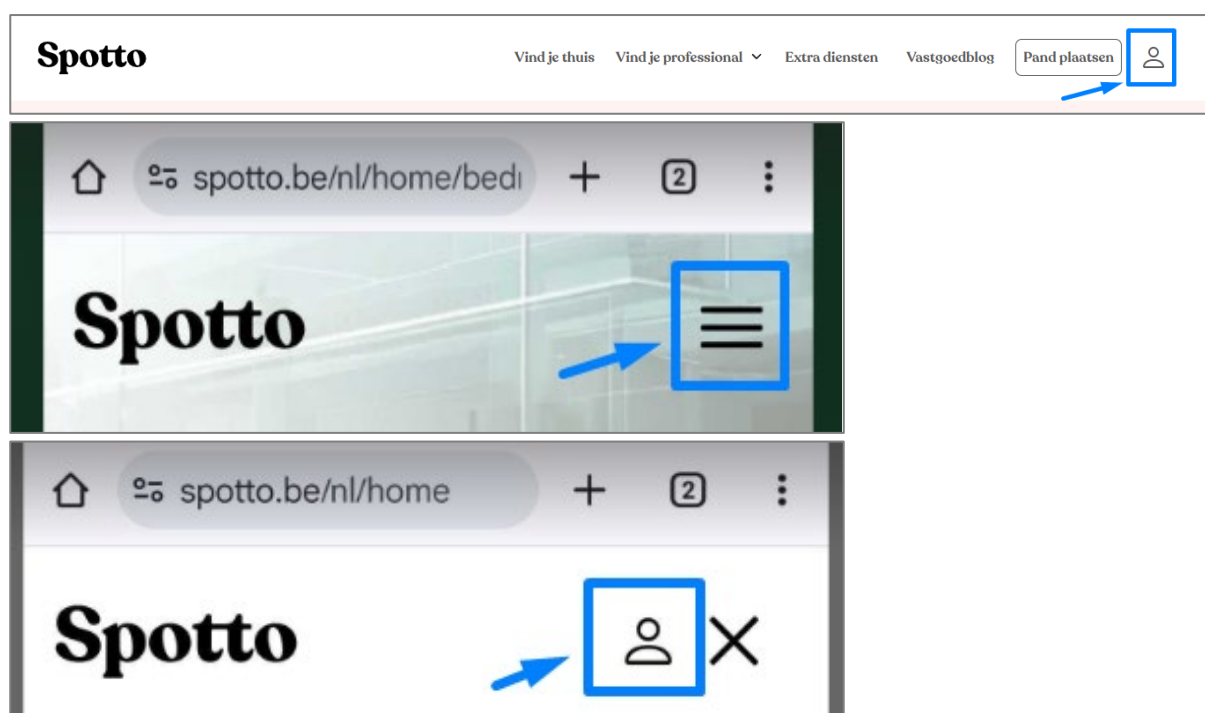 Spotto Vind je thuis Vind je professional Extra diensten Vastgoedblog Pand plaatsen
spotto.be/nl/home/bedr 2
Spotto
spotto.be/nl/home 2
Spotto